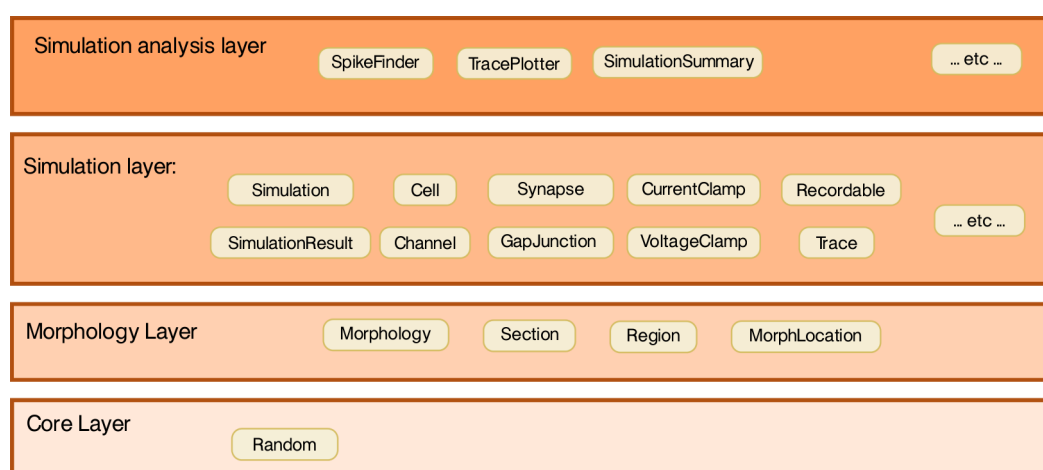 Simulation analysis layer
SpikeFinder TracePlotter SimulationSummary ... etc ...
Simulation layer:
Simulation Cell Synapse CurrentClamp Recordable
... etc ...
SimulationResult Channel GapJunction VoltageClamp Trace
Morphology Layer
Morphology Section Region MorphLocation
Core Layer
Random